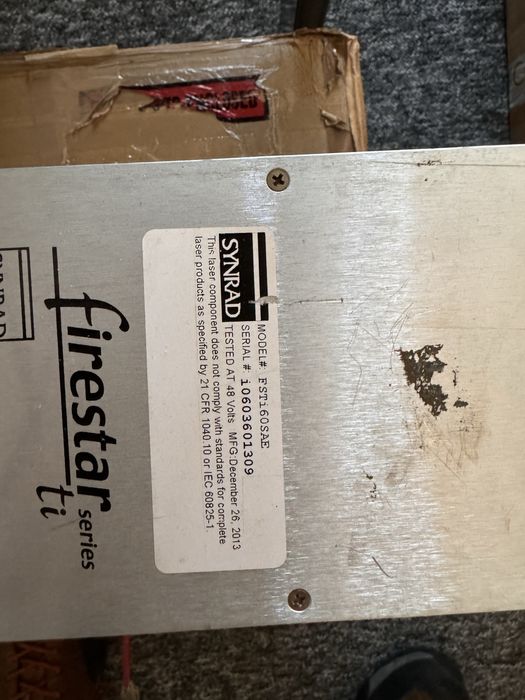 SYNRAD
MODEL#: FSTi60SAE
SERIAL #: i0603601309
TESTED AT 48 Volts MFG:December 26, 2013
This laser component does not comply with standards for complete
laser products as specified by 21 CFR 1040.10 or IEC 60825-1.
firestar series
ti
SYNRAD